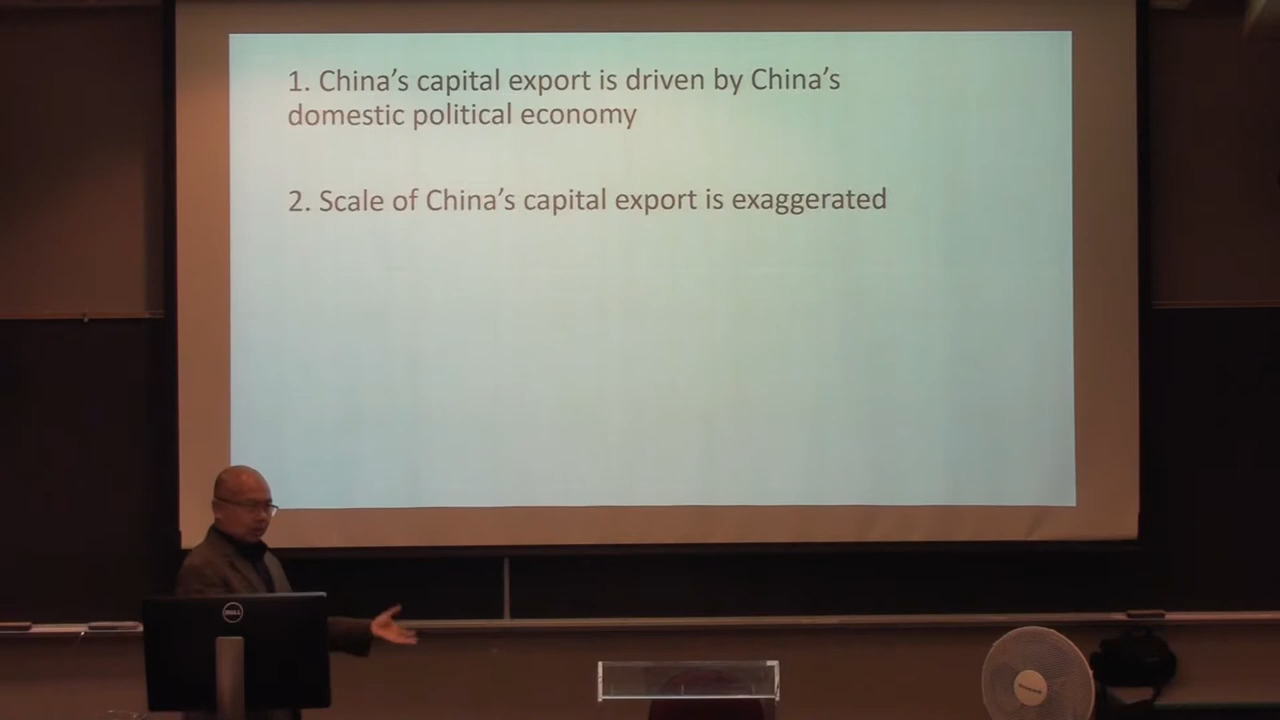 1. China’s capital export is driven by China’s
domestic political economy
2. Scale of China’s capital export is exaggerated
DELL